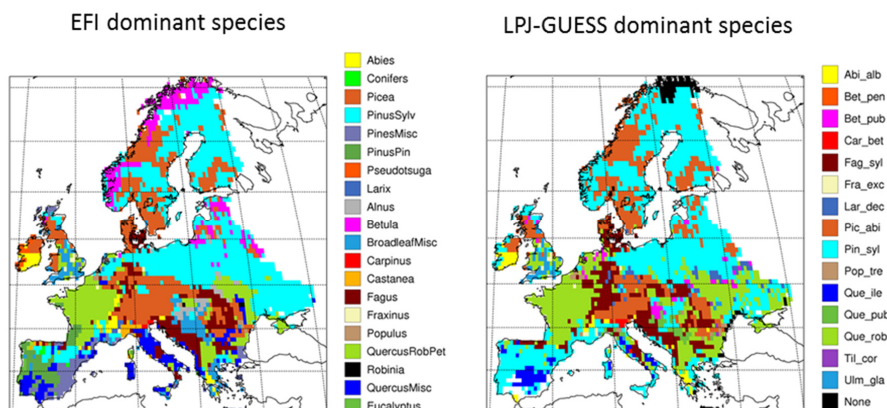 EFI dominant species
LPJ-GUESS dominant species
Abies
Conifers
Picea
PinusSylv
PinesMisc
PinusPin
Pseudotsuga
Larix
Alnus
Betula
BroadleafMisc
Carpinus
Castanea
Fagus
Fraxinus
Populus
QuercusRobPet
Robinia
QuercusMisc
Eucalyptus
Abi_alb
Bet_pen
Bet_pub
Car_bet
Fag_syl
Fra_exc
Lar_dec
Pic_abi
Pin_syl
Pop_tre
Que_ile
Que_pub
Que_rob
Til_cor
Ulm_gla
None